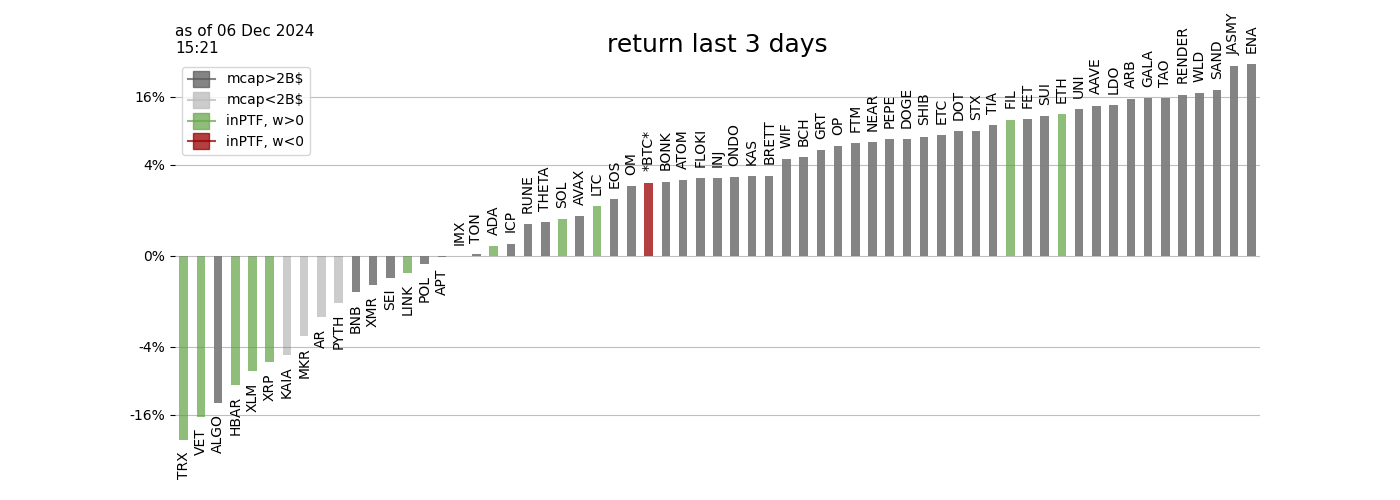 as of 06 Dec 2024
15:21
return last 3 days
mcap>2B$
mcap<2B$
inPTF, w>0
inPTF, w<0
16%
4%
0%
-4%
-16%
TRX
VET
ALGO
HBAR
XLM
XRP
KAIA
MKR
AR
PYTH
BNB
XMR
SEI
LINK
POL
APT
IMX
TON
ADA
ICP
RUNE
THETA
SOL
AVAX
LTC
EOS
OM
*BTC*
BONK
ATOM
FLOKI
INJ
ONDO
KAS
BRETT
WIF
BCH
GRT
OP
FTM
NEAR
PEPE
DOGE
SHIB
ETC
DOT
STX
TIA
FIL
FET
SUI
ETH
UNI
AAVE
LDO
ARB
GALA
TAO
RENDER
WLD
SAND
JASMY
ENA